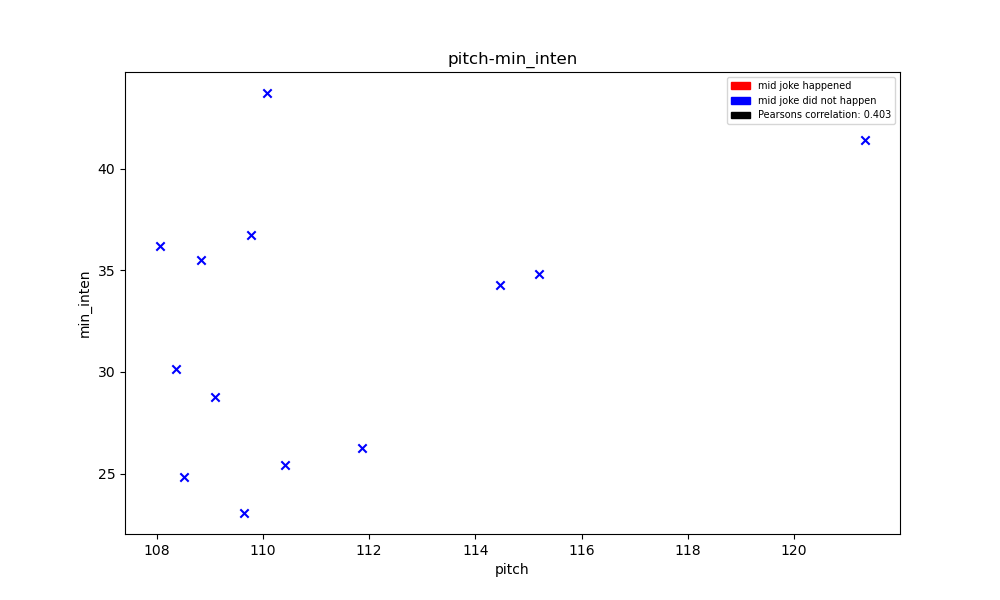 pitch-min_inten
mid joke happened
mid joke did not happen
Pearsons correlation: 0.403
min_inten
40
35
30
25
108 110 112 114 116 118 120
pitch